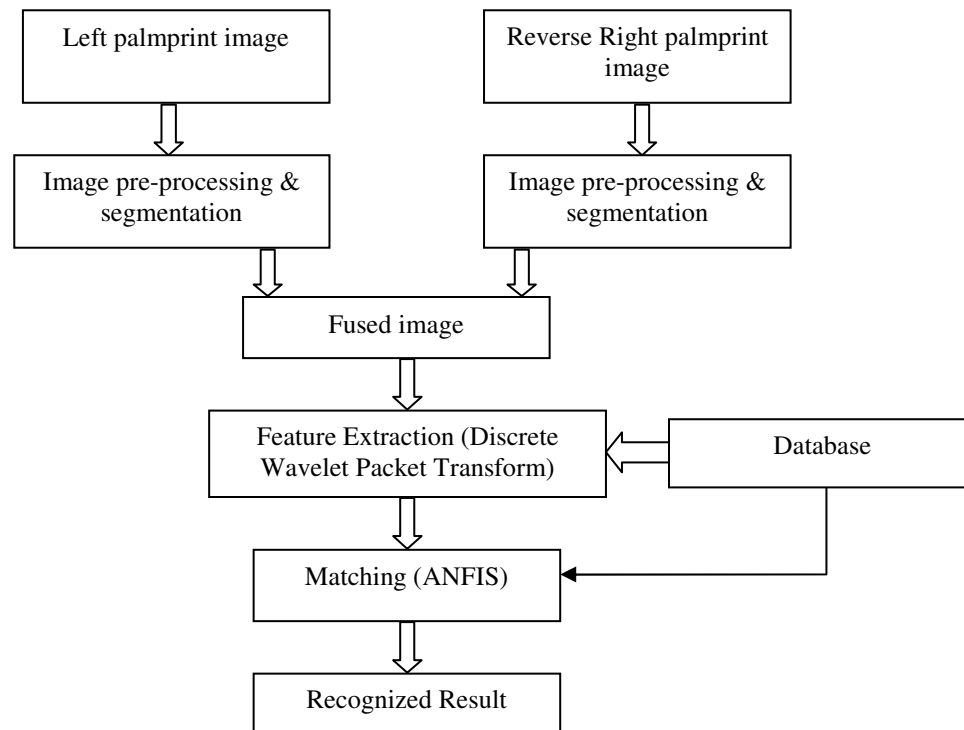 Left palmprint image
Reverse Right palmprint
image
Image pre-processing &
segmentation
Image pre-processing &
segmentation
Fused image
Feature Extraction (Discrete
Wavelet Packet Transform)
Database
Matching (ANFIS)
Recognized Result